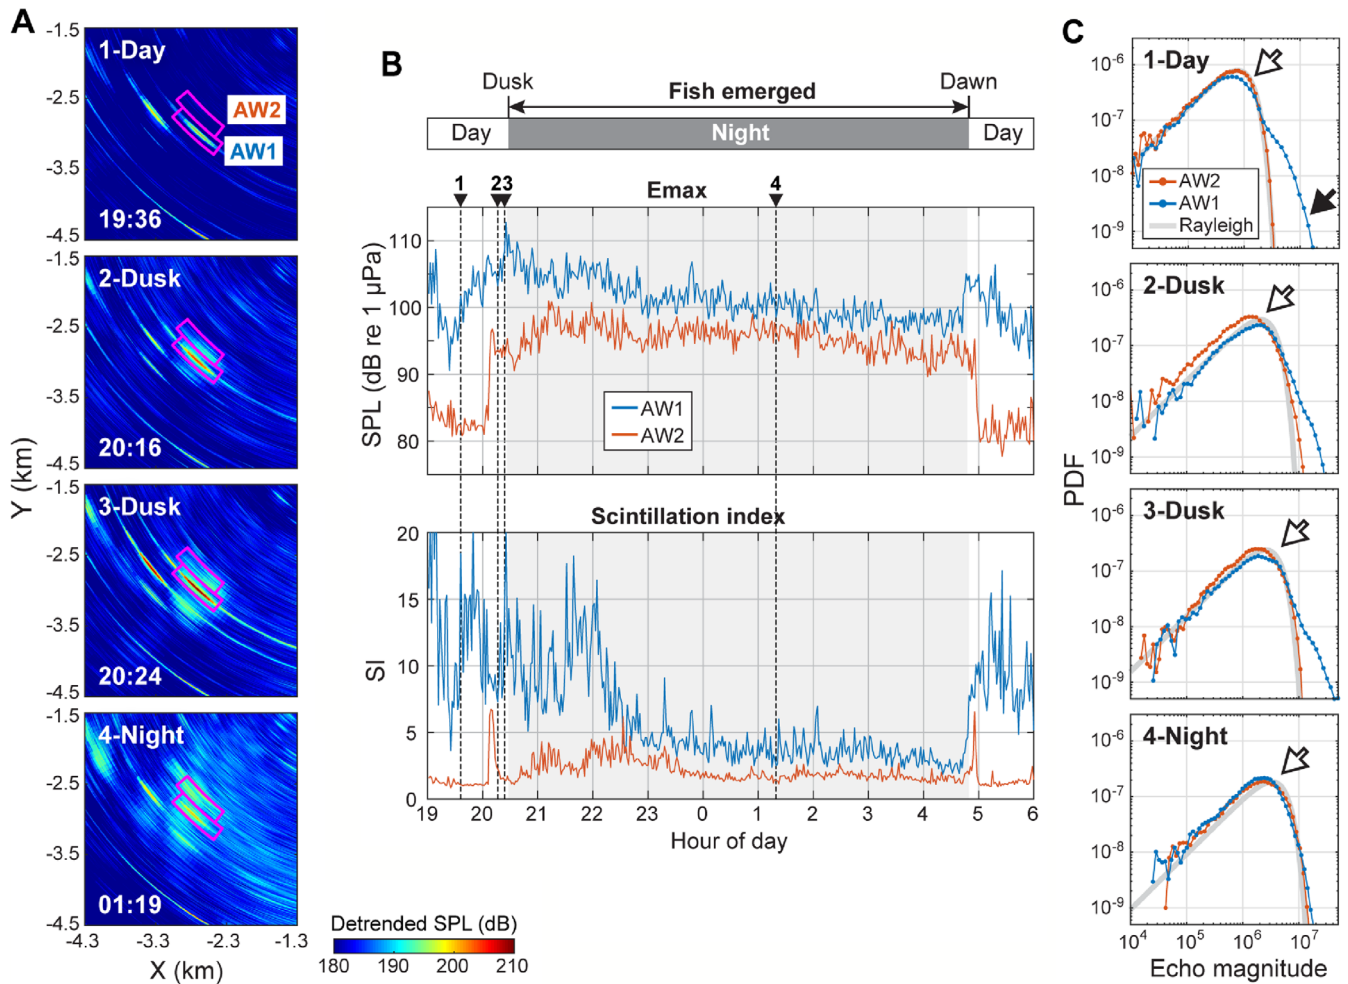 A
-1.5
-2.5
-3.5
-4.5
1-Day
AW2
AW1
19:36
-1.5
-2.5
-3.5
-4.5
2-Dusk
20:16
-1.5
-2.5
-3.5
-4.5
3-Dusk
20:24
-1.5
-2.5
-3.5
-4.5
4-Night
01:19
-4.3 -3.3 -2.3 -1.3
X (km)
Y (km)
Detrended SPL (dB)
180 190 200 210
B
Dusk Dawn
Fish emerged
Day Night Day
1 2 3 4
Emax
110
100
90
80
SPL (dB re 1 µPa)
AW1
AW2
Scintillation index
20
15
10
5
0
SI
19 20 21 22 23 0 1 2 3 4 5 6
Hour of day
C
1-Day
10⁻⁶
10⁻⁷
10⁻⁸
10⁻⁹
AW2
AW1
Rayleigh
2-Dusk
10⁻⁶
10⁻⁷
10⁻⁸
10⁻⁹
PDF
3-Dusk
10⁻⁶
10⁻⁷
10⁻⁸
10⁻⁹
4-Night
10⁻⁶
10⁻⁷
10⁻⁸
10⁻⁹
10⁴ 10⁵ 10⁶ 10⁷
Echo magnitude